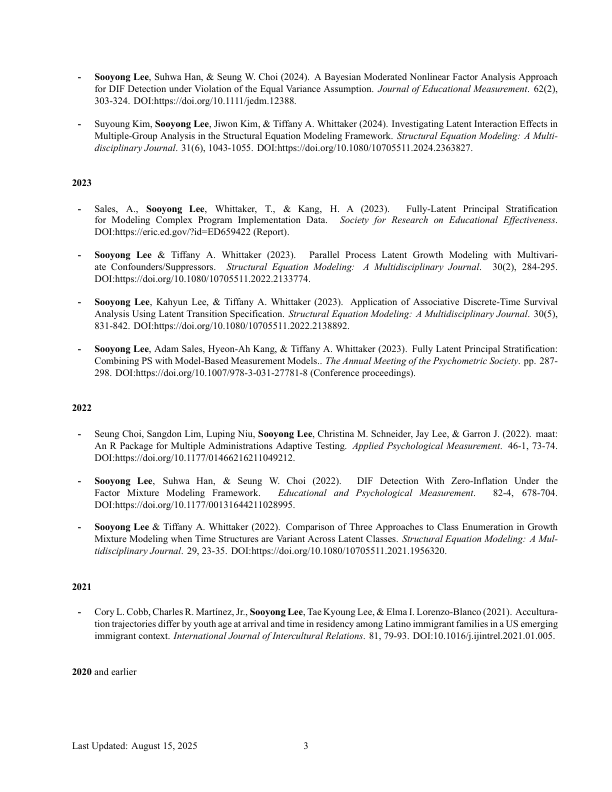 - Sooyong Lee, Suhwa Han, & Seung W. Choi (2024). A Bayesian Moderated Nonlinear Factor Analysis Approach
for DIF Detection under Violation of the Equal Variance Assumption. Journal of Educational Measurement. 62(2),
303-324. DOI:https://doi.org/10.1111/jedm.12388.
- Suyoung Kim, Sooyong Lee, Jiwon Kim, & Tiffany A. Whittaker (2024). Investigating Latent Interaction Effects in
Multiple-Group Analysis in the Structural Equation Modeling Framework. Structural Equation Modeling: A Multi-
disciplinary Journal. 31(6), 1043-1055. DOI:https://doi.org/10.1080/10705511.2024.2363827.
2023
- Sales, A., Sooyong Lee, Whittaker, T., & Kang, H. A (2023). Fully-Latent Principal Stratification
for Modeling Complex Program Implementation Data. Society for Research on Educational Effectiveness.
DOI:https://eric.ed.gov/?id=ED659422 (Report).
- Sooyong Lee & Tiffany A. Whittaker (2023). Parallel Process Latent Growth Modeling with Multivari-
ate Confounders/Suppressors. Structural Equation Modeling: A Multidisciplinary Journal. 30(2), 284-295.
DOI:https://doi.org/10.1080/10705511.2022.2133774.
- Sooyong Lee, Kahyun Lee, & Tiffany A. Whittaker (2023). Application of Associative Discrete-Time Survival
Analysis Using Latent Transition Specification. Structural Equation Modeling: A Multidisciplinary Journal. 30(5),
831-842. DOI:https://doi.org/10.1080/10705511.2022.2138892.
- Sooyong Lee, Adam Sales, Hyeon-Ah Kang, & Tiffany A. Whittaker (2023). Fully Latent Principal Stratification:
Combining PS with Model-Based Measurement Models.. The Annual Meeting of the Psychometric Society. pp. 287-
298. DOI:https://doi.org/10.1007/978-3-031-27781-8 (Conference proceedings).
2022
- Seung Choi, Sangdon Lim, Luping Niu, Sooyong Lee, Christina M. Schneider, Jay Lee, & Garron J. (2022). maat:
An R Package for Multiple Administrations Adaptive Testing. Applied Psychological Measurement. 46-1, 73-74.
DOI:https://doi.org/10.1177/01466216211049212.
- Sooyong Lee, Suhwa Han, & Seung W. Choi (2022). DIF Detection With Zero-Inflation Under the
Factor Mixture Modeling Framework. Educational and Psychological Measurement. 82-4, 678-704.
DOI:https://doi.org/10.1177/00131644211028995.
- Sooyong Lee & Tiffany A. Whittaker (2022). Comparison of Three Approaches to Class Enumeration in Growth
Mixture Modeling when Time Structures are Variant Across Latent Classes. Structural Equation Modeling: A Mul-
tidisciplinary Journal. 29, 23-35. DOI:https://doi.org/10.1080/10705511.2021.1956320.
2021
- Cory L. Cobb, Charles R. Martinez, Jr., Sooyong Lee, Tae Kyoung Lee, & Elma I. Lorenzo-Blanco (2021). Accultura-
tion trajectories differ by youth age at arrival and time in residency among Latino immigrant families in a US emerging
immigrant context. International Journal of Intercultural Relations. 81, 79-93. DOI:10.1016/j.ijintrel.2021.01.005.
2020 and earlier
Last Updated: August 15, 2025 3